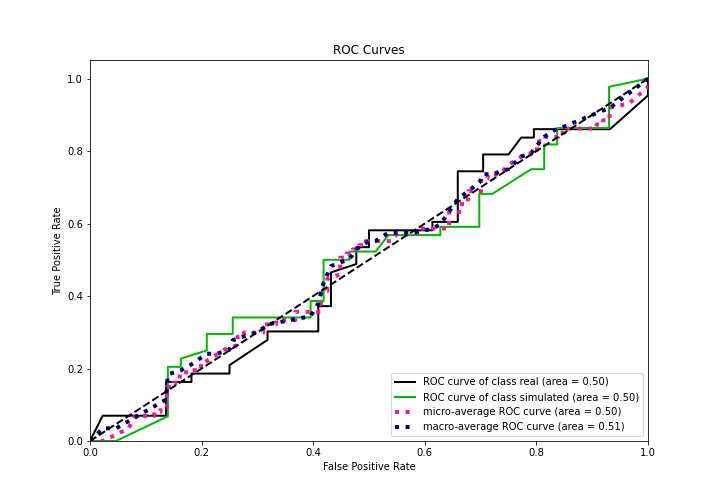 ROC Curves
True Positive Rate
1.0
0.8
0.6
0.4
0.2
0.0
ROC curve of class real (area = 0.50)
ROC curve of class simulated (area = 0.50)
micro-average ROC curve (area = 0.50)
macro-average ROC curve (area = 0.51)
0.0 0.2 0.4 0.6 0.8 1.0
False Positive Rate